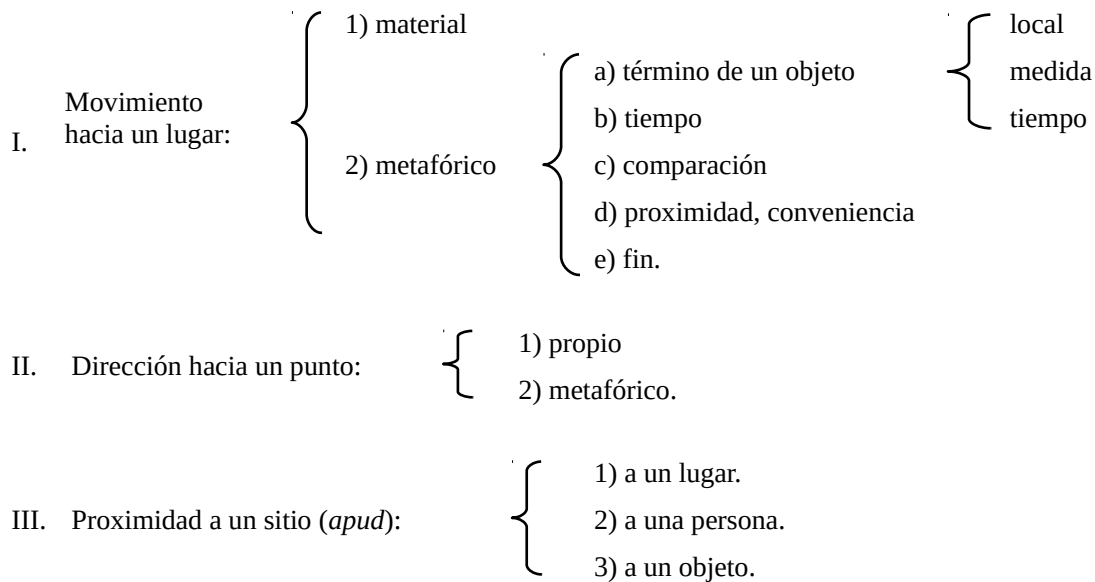 I. Movimiento
hacia un lugar:
1) material
2) metafórico
a) término de un objeto
local
medida
tiempo
b) tiempo
c) comparación
d) proximidad, conveniencia
e) fin.
II. Dirección hacia un punto:
1) propio
2) metafórico.
III. Proximidad a un sitio (apud):
1) a un lugar.
2) a una persona.
3) a un objeto.